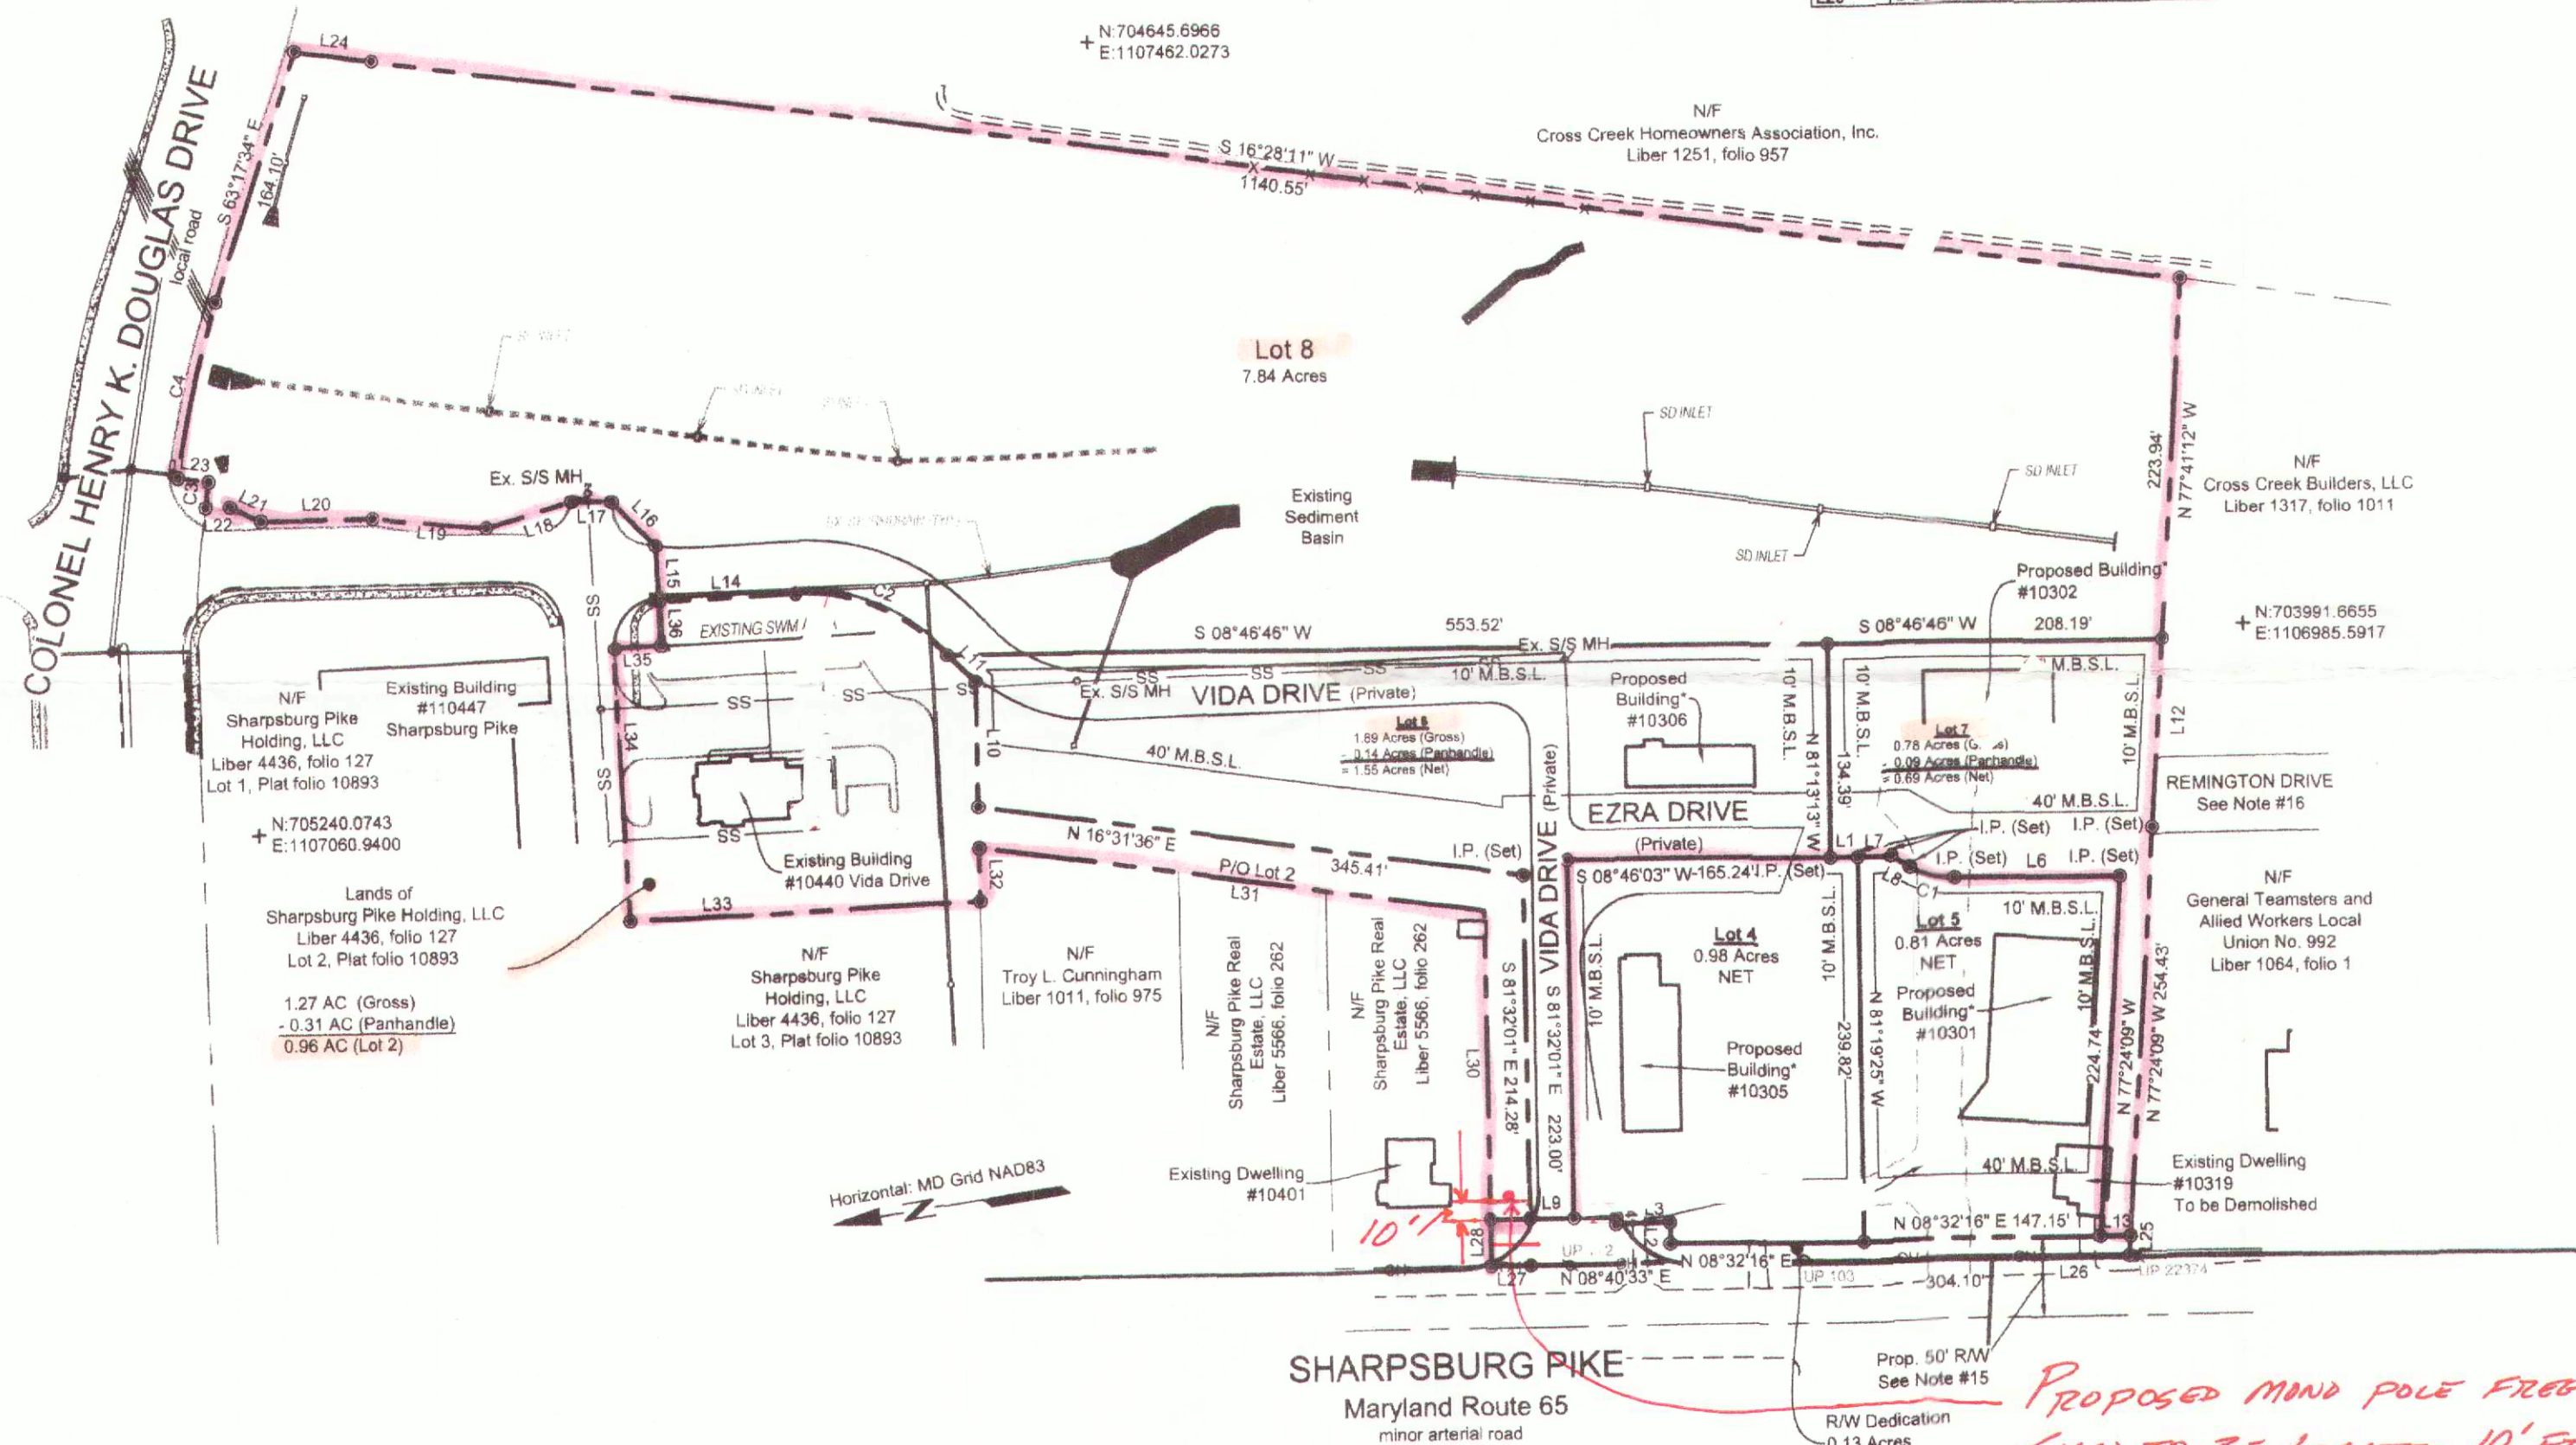 L24
N:704645.6966
E:1107462.0273
COLONEL HENRY K. DOUGLAS DRIVE
local road
S 63°17'34" E
164.10'
S 16°28'11" W
1140.55'
N/F
Cross Creek Homeowners Association, Inc.
Liber 1251, folio 957
C4
Lot 8
7.84 Acres
SD INLET
SD INLET
SD INLET
223.94'
N 77°41'12" W
N/F
Cross Creek Builders, LLC
Liber 1317, folio 1011
L23
C3
L22
L21
L20
L19
L18
Ex. S/S MH
L17
L16
L15
L14
C2
L36
L35
L11
EXISTING SWM
Existing
Sediment
Basin
Proposed Building*
#10302
N:703991.6655
E:1106985.5917
S 08°46'46" W
553.52'
Ex. S/S MH
S 08°46'46" W
208.19'
SS
SS
SS
SS
SS
SS
SS
SS
SS
Ex. S/S MH
VIDA DRIVE (Private)
10' M.B.S.L.
M.B.S.L.
10' M.B.S.L.
10' M.B.S.L.
10' M.B.S.L.
L12
N/F
Sharpsburg Pike
Holding, LLC
Liber 4436, folio 127
Lot 1, Plat folio 10893
Existing Building
#110447
Sharpsburg Pike
L34
L10
40' M.B.S.L.
Lot 6
1.69 Acres (Gross)
- 0.14 Acres (Panhandle)
= 1.55 Acres (Net)
Proposed
Building*
#10306
N 81°13'13" W
134.39'
Lot 7
0.78 Acres
- 0.09 Acres (Panhandle)
= 0.69 Acres (Net)
REMINGTON DRIVE
See Note #16
40' M.B.S.L.
EZRA DRIVE
(Private)
N:705240.0743
E:1107060.9400
Existing Building
#10440 Vida Drive
N 16°31'36" E
345.41'
P/O Lot 2
L31
L32
L33
I.P. (Set)
VIDA DRIVE (Private)
S 08°46'03" W-165.24'
I.P. (Set)
L1
L7
L8
C1
I.P. (Set)
I.P. (Set)
I.P. (Set)
L6
I.P. (Set)
Lands of
Sharpsburg Pike Holding, LLC
Liber 4436, folio 127
Lot 2, Plat folio 10893
1.27 AC (Gross)
- 0.31 AC (Panhandle)
0.96 AC (Lot 2)
N/F
Sharpsburg Pike
Holding, LLC
Liber 4436, folio 127
Lot 3, Plat folio 10893
N/F
Troy L. Cunningham
Liber 1011, folio 975
N/F
Sharpsburg Pike Real
Estate, LLC
Liber 5566, folio 262
N/F
Sharpsburg Pike Real
Estate, LLC
Liber 5566, folio 262
L30
S 81°32'01" E 214.28'
S 81°32'01" E 223.00'
10' M.B.S.L.
Lot 4
0.98 Acres
NET
10' M.B.S.L.
239.82'
N 81°19'25" W
Lot 5
0.81 Acres
NET
10' M.B.S.L.
10' M.B.S.L.
Proposed
Building*
#10301
224.74'
N 77°24'09" W
N 77°24'09" W 254.43'
N/F
General Teamsters and
Allied Workers Local
Union No. 992
Liber 1064, folio 1
Proposed
Building*
#10305
40' M.B.S.L.
Existing Dwelling
#10319
To be Demolished
Horizontal: MD Grid NAD83
N
Existing Dwelling
#10401
10'
L28
L9
L3
L2
N 08°32'16" E 147.15'
L13
L25
L27
N 08°40'33" E
N 08°32'16" E
UP 103
304.10'
L26
UP 22374
SHARPSBURG PIKE
Maryland Route 65
minor arterial road
Prop. 50' R/W
See Note #15
R/W Dedication
0.13 Acres
PROPOSED MONO POLE FREE